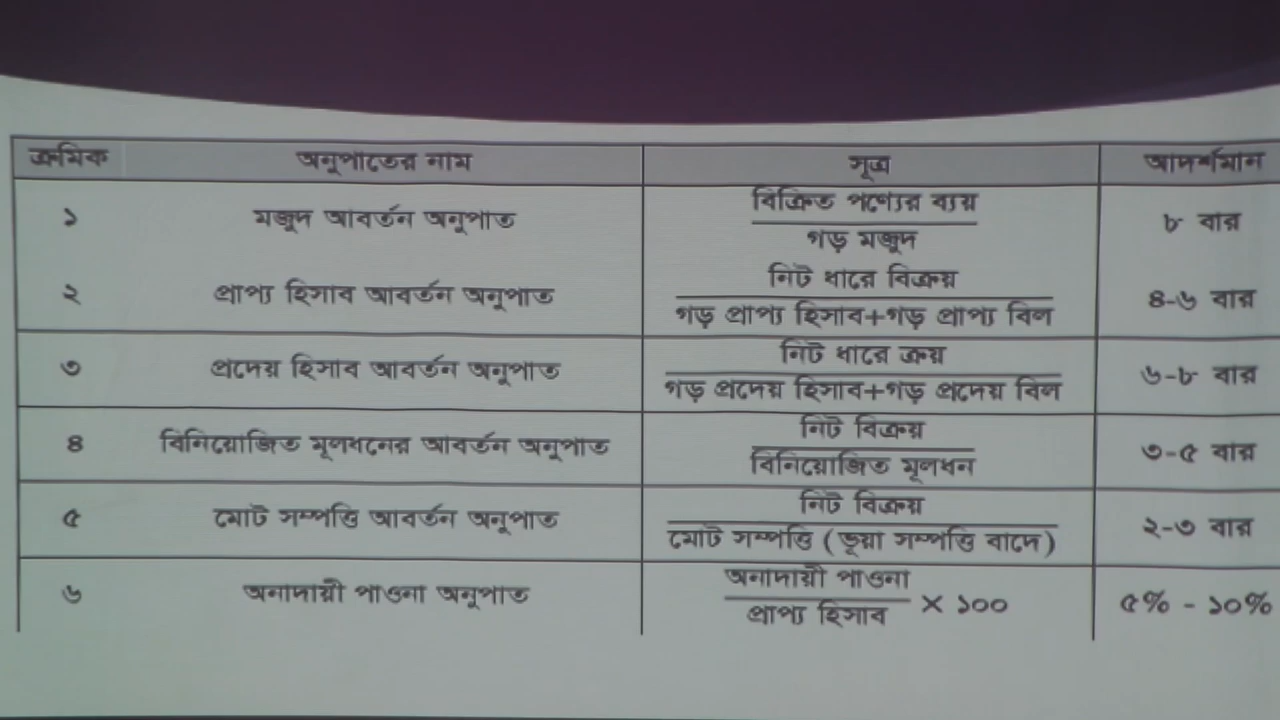 ক্রমিক অনুপাতের নাম সূত্র আদর্শমান
১ মজুদ আবর্তন অনুপাত বিক্রিত পণ্যের ব্যয় ৮ বার
গড় মজুদ
২ প্রাপ্য হিসাব আবর্তন অনুপাত নিট ধারে বিক্রয় ৪-৬ বার
গড় প্রাপ্য হিসাব+গড় প্রাপ্য বিল
৩ প্রদেয় হিসাব আবর্তন অনুপাত নিট ধারে ক্রয় ৬-৮ বার
গড় প্রদেয় হিসাব+গড় প্রদেয় বিল
৪ বিনিয়োজিত মূলধনের আবর্তন অনুপাত নিট বিক্রয় ৩-৫ বার
বিনিয়োজিত মূলধন
৫ মোট সম্পত্তি আবর্তন অনুপাত নিট বিক্রয় ২-৩ বার
মোট সম্পত্তি (ভূয়া সম্পত্তি বাদে)
৬ অনাদায়ী পাওনা অনুপাত অনাদায়ী পাওনা × ১০০ ৫% - ১০%
প্রাপ্য হিসাব